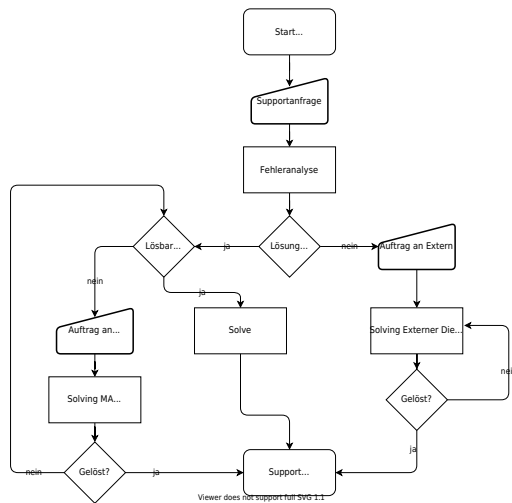 Start...
Supportanfrage
Fehleranalyse
Lösbar...
ja
Lösung...
nein
Auftrag an Extern
nein
ja
Auftrag an...
Solve
Solving Externer Die...
Solving MA...
Gelöst?
nei
ja
nein
Gelöst?
ja
Support...
Viewer does not support full SVG 1.1